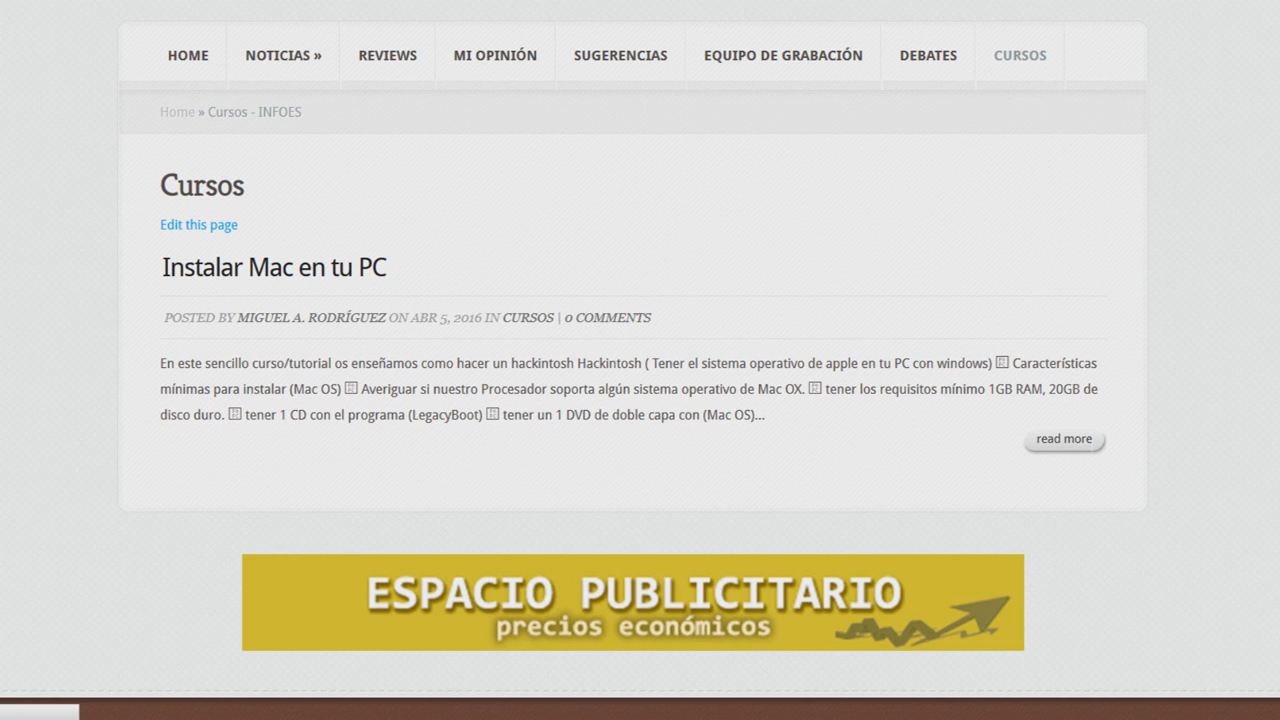 HOME NOTICIAS » REVIEWS MI OPINIÓN SUGERENCIAS EQUIPO DE GRABACIÓN DEBATES CURSOS
Home » Cursos - INFOES
Cursos
Edit this page
Instalar Mac en tu PC
POSTED BY MIGUEL A. RODRÍGUEZ ON ABR 5, 2016 IN CURSOS | 0 COMMENTS
En este sencillo curso/tutorial os enseñamos como hacer un hackintosh Hackintosh ( Tener el sistema operativo de apple en tu PC con windows) Características
mínimas para instalar (Mac OS) Averiguar si nuestro Procesador soporta algún sistema operativo de Mac OX. tener los requisitos mínimo 1GB RAM, 20GB de
disco duro. tener 1 CD con el programa (LegacyBoot) tener un 1 DVD de doble capa con (Mac OS)...
read more
ESPACIO PUBLICITARIO
precios económicos